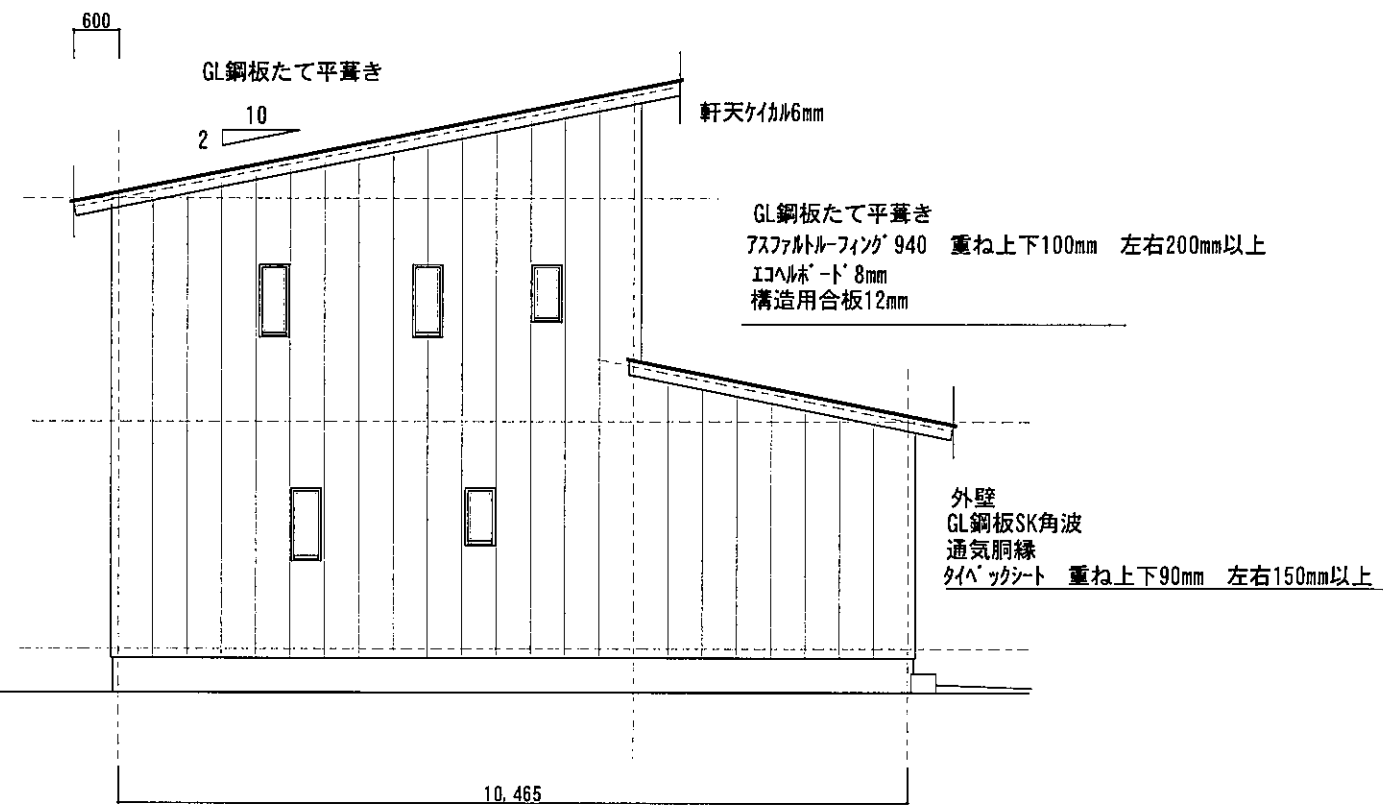 600
GL鋼板たて平葺き
10
2
軒天ケイカル6mm
GL鋼板たて平葺き
アスファルトルーフィング940 重ね上下100mm 左右200mm以上
エコヘルボード8mm
構造用合板12mm
外壁
GL鋼板SK角波
通気胴縁
タイベックシート 重ね上下90mm 左右150mm以上
10,465